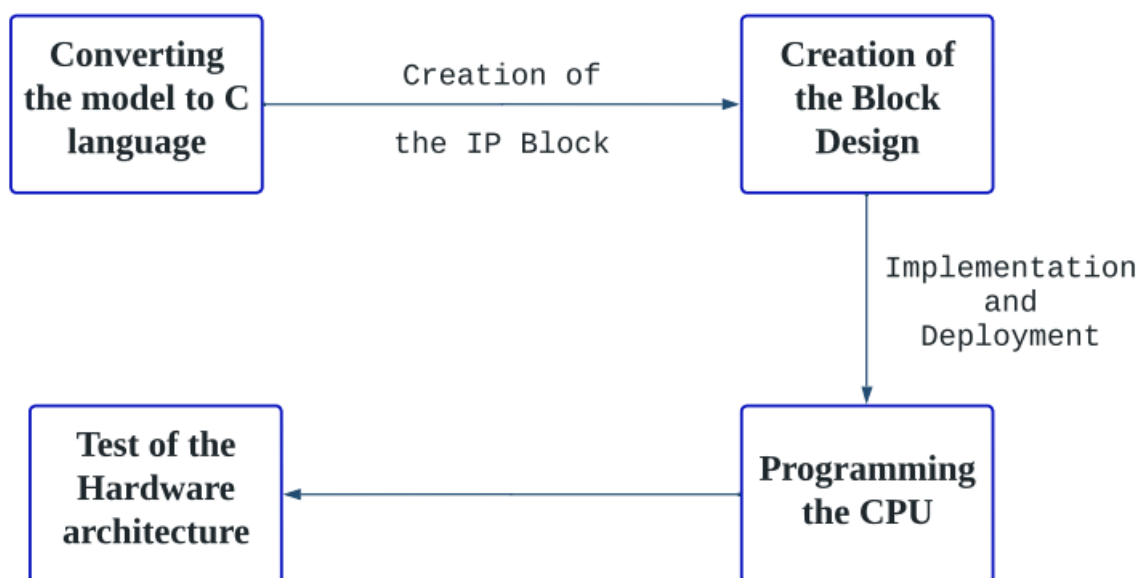 Converting
the model to C
language
Creation of
the IP Block
Creation of
the Block
Design
Implementation
and
Deployment
Programming
the CPU
Test of the
Hardware
architecture